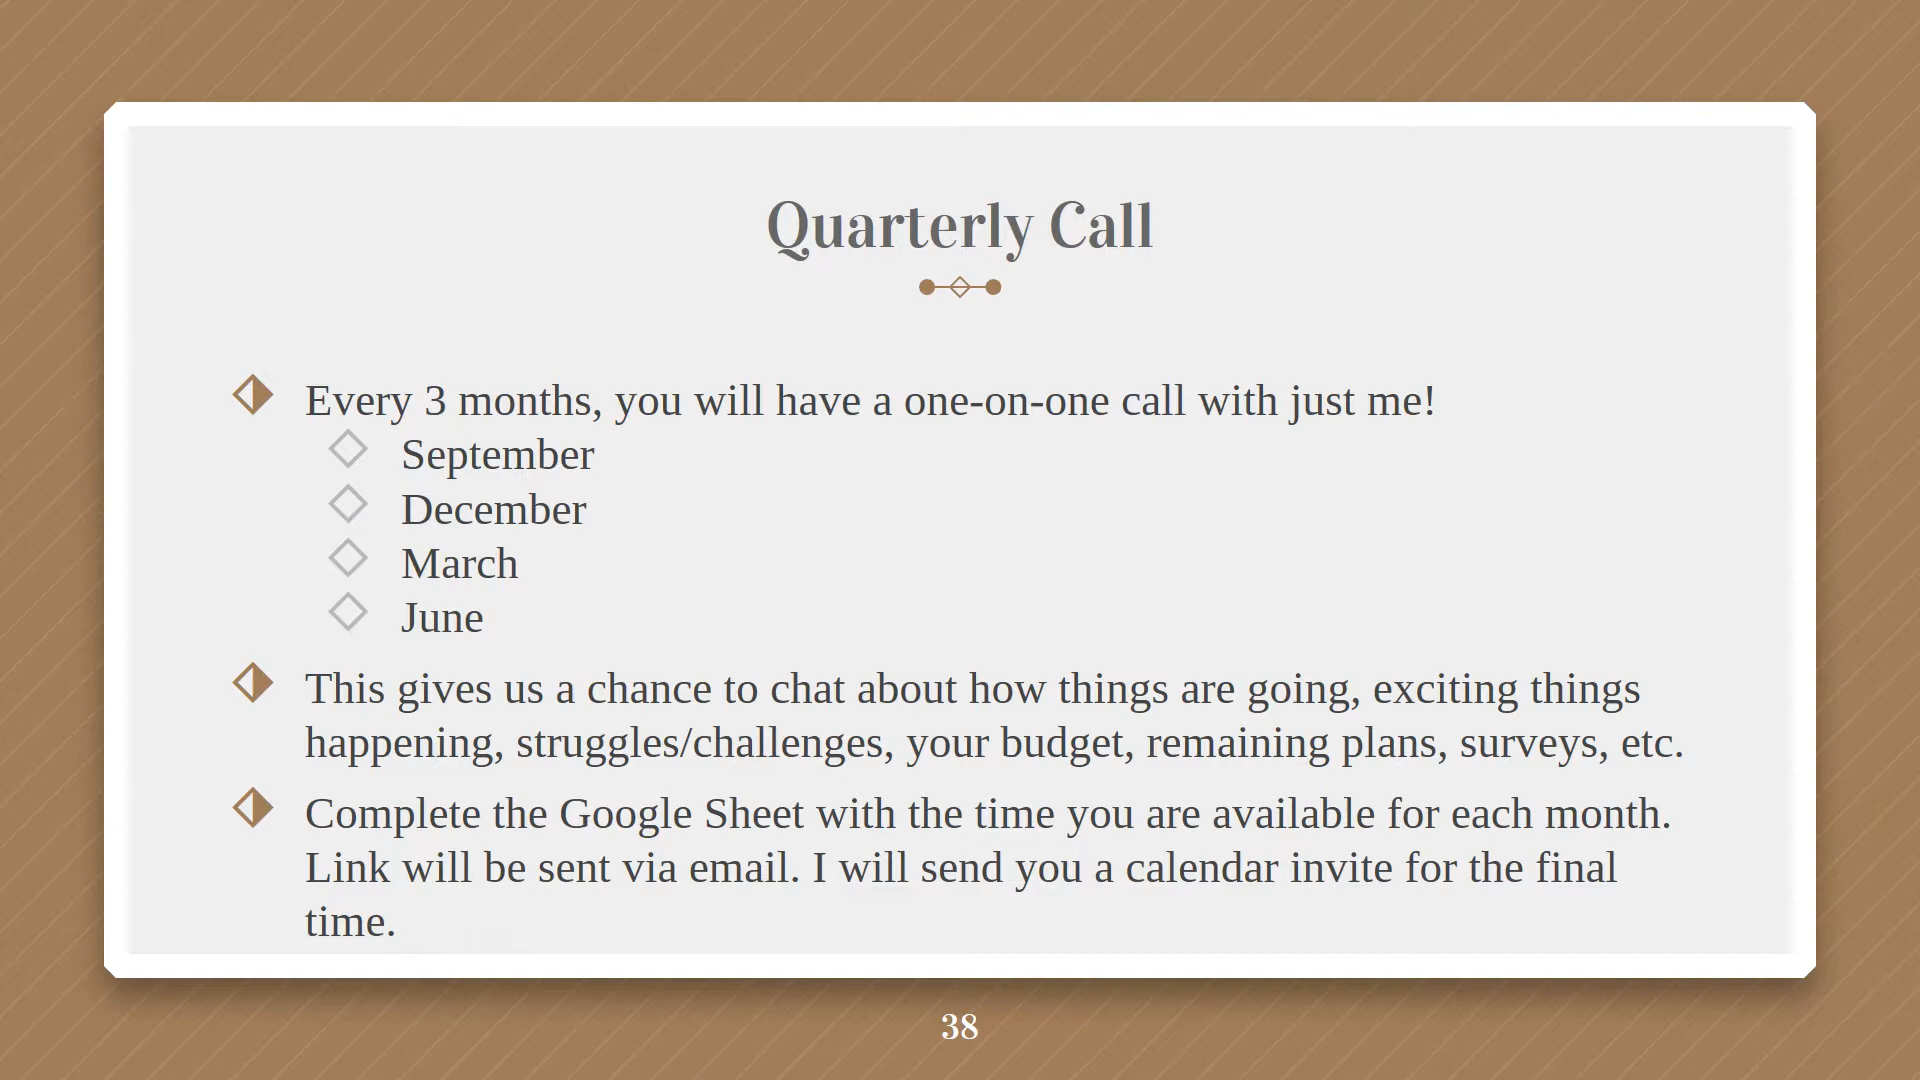 Quarterly Call
Every 3 months, you will have a one-on-one call with just me!
September
December
March
June
This gives us a chance to chat about how things are going, exciting things
happening, struggles/challenges, your budget, remaining plans, surveys, etc.
Complete the Google Sheet with the time you are available for each month.
Link will be sent via email. I will send you a calendar invite for the final
time.
38